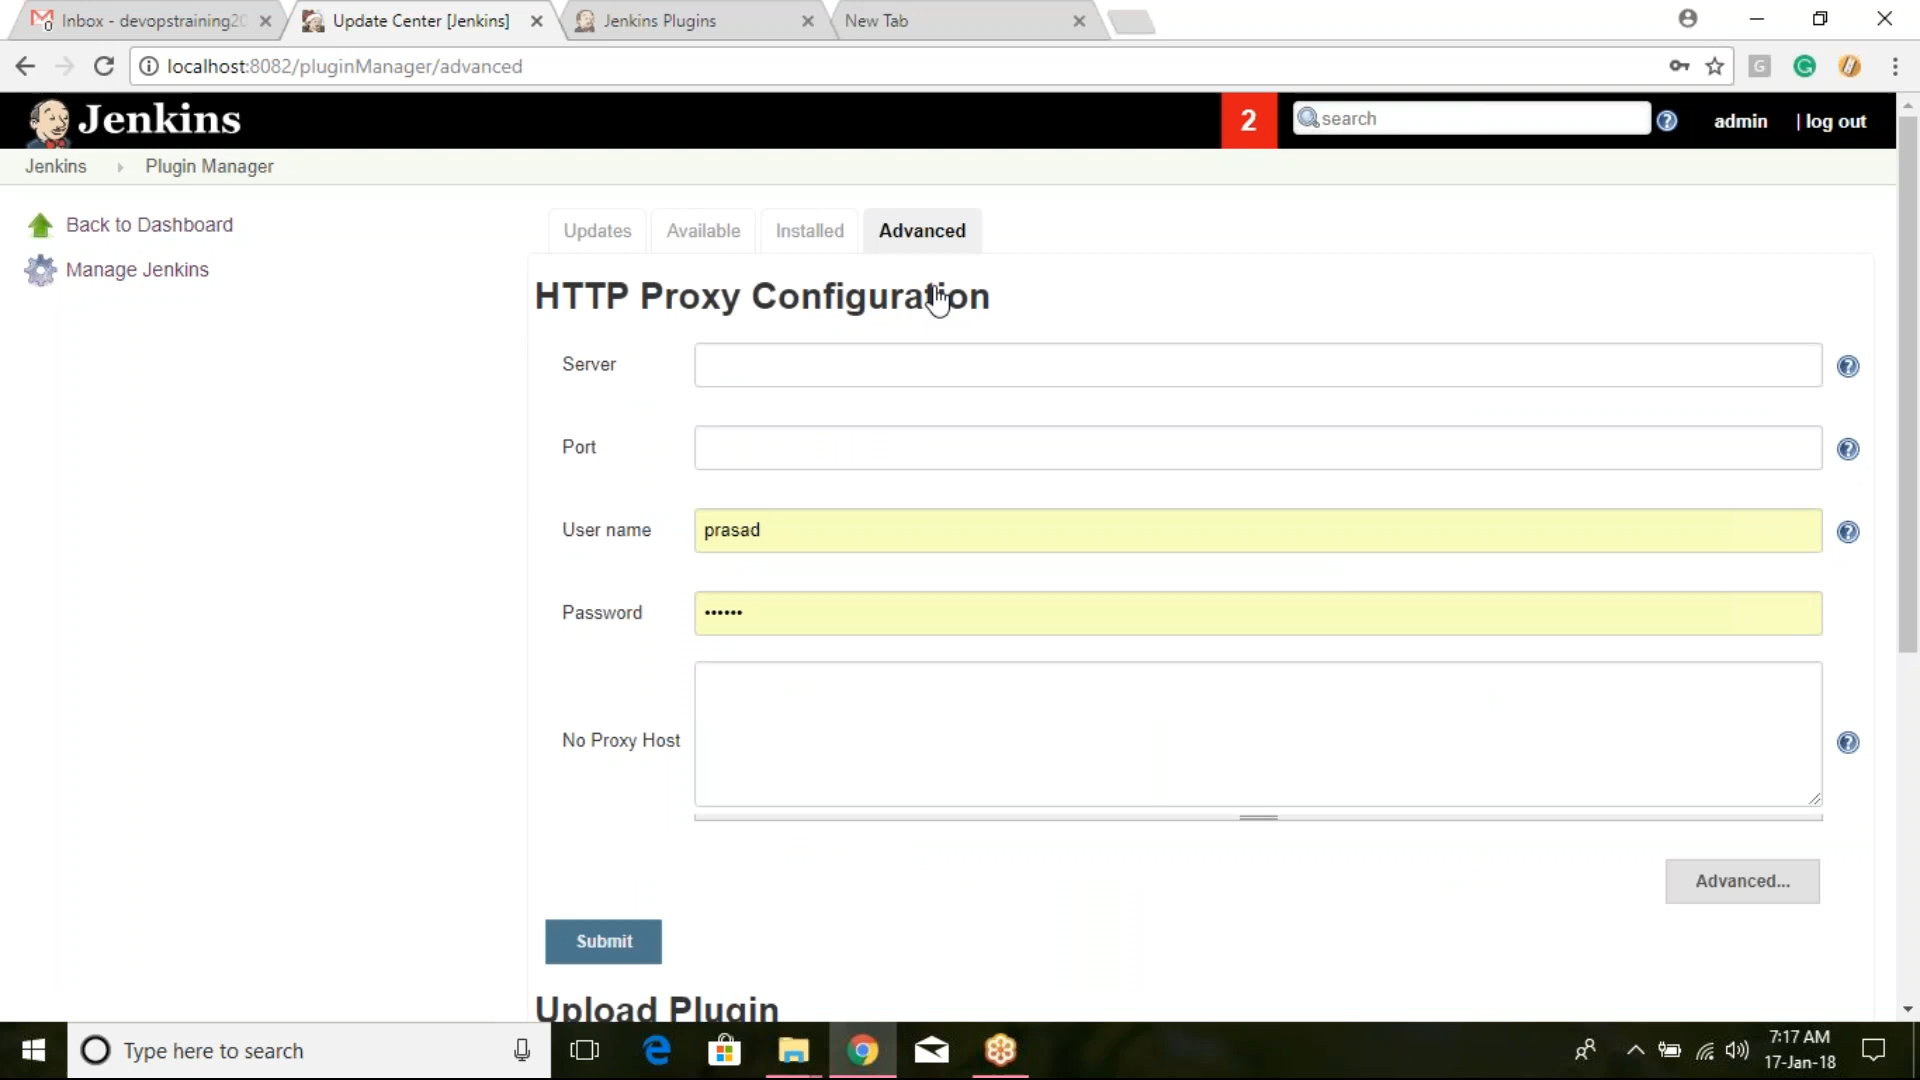 Inbox - devopstraining20
Update Center [Jenkins]
Jenkins Plugins
New Tab
localhost:8082/pluginManager/advanced
Jenkins
2
search
admin
| log out
Jenkins
Plugin Manager
Back to Dashboard
Manage Jenkins
Updates
Available
Installed
Advanced
HTTP Proxy Configuration
Server
Port
User name
prasad
Password
••••••
No Proxy Host
Advanced...
Submit
Upload Plugin
Type here to search
7:17 AM
17-Jan-18